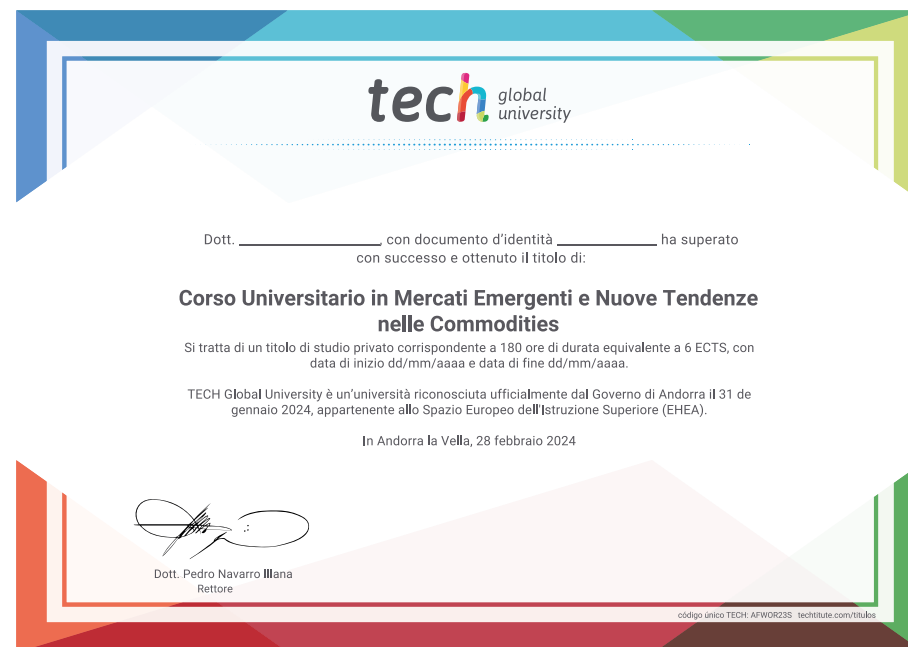 tech global university
Dott. ____________, con documento d'identità ____________ ha superato
con successo e ottenuto il titolo di:
Corso Universitario in Mercati Emergenti e Nuove Tendenze
nelle Commodities
Si tratta di un titolo di studio privato corrispondente a 180 ore di durata equivalente a 6 ECTS, con
data di inizio dd/mm/aaaa e data di fine dd/mm/aaaa.
TECH Global University è un'università riconosciuta ufficialmente dal Governo di Andorra il 31 de
gennaio 2024, appartenente allo Spazio Europeo dell'Istruzione Superiore (EHEA).
In Andorra la Vella, 28 febbraio 2024
Dott. Pedro Navarro Illana
Rettore
código único TECH: AFWOR23S techtitute.com/titulos